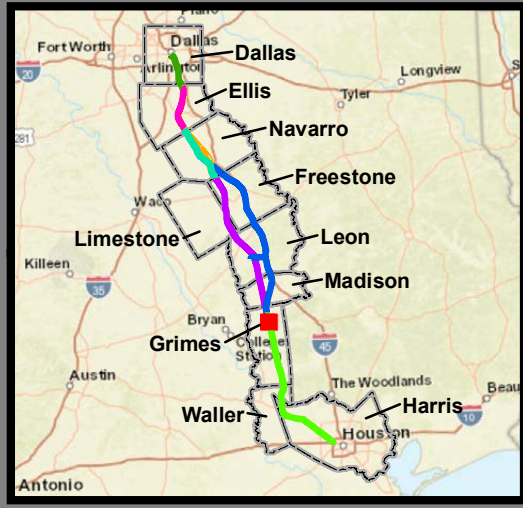 Plano
Fort Worth
Dallas
Dallas
Arlington
20
Longview
Ellis
Tyler
Navarro
281
Freestone
Waco
Limestone
Leon
Killeen
Madison
35
Bryan
Grimes
College
Station
45
Austin
The Woodlands
Beau
Waller
Harris
10
Houston
Antonio